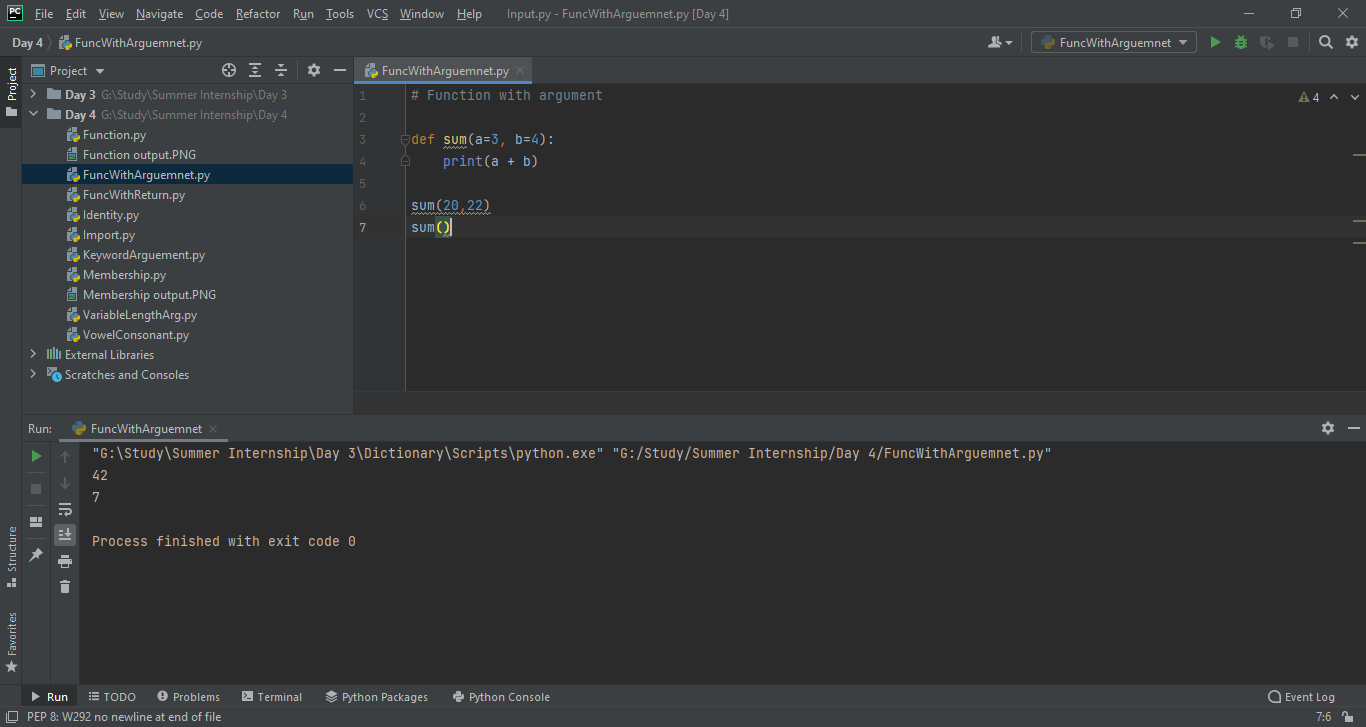 PC File Edit View Navigate Code Refactor Run Tools VCS Window Help Input.py - FuncWithArguemnet.py [Day 4]
Day 4 FuncWithArguemnet.py FuncWithArguemnet
Project
Project
FuncWithArguemnet.py
Day 3 G:\Study\Summer Internship\Day 3
Day 4 G:\Study\Summer Internship\Day 4
Function.py
Function output.PNG
FuncWithArguemnet.py
FuncWithReturn.py
Identity.py
Import.py
KeywordArguement.py
Membership.py
Membership output.PNG
VariableLengthArg.py
VowelConsonant.py
External Libraries
Scratches and Consoles
1 # Function with argument
4
2
3 def sum(a=3, b=4):
4 print(a + b)
5
6 sum(20,22)
7 sum()
Run: FuncWithArguemnet
"G:\Study\Summer Internship\Day 3\Dictionary\Scripts\python.exe" "G:/Study/Summer Internship/Day 4/FuncWithArguemnet.py"
42
7
Process finished with exit code 0
Structure
Favorites
Run TODO Problems Terminal Python Packages Python Console Event Log
PEP 8: W292 no newline at end of file 7:6